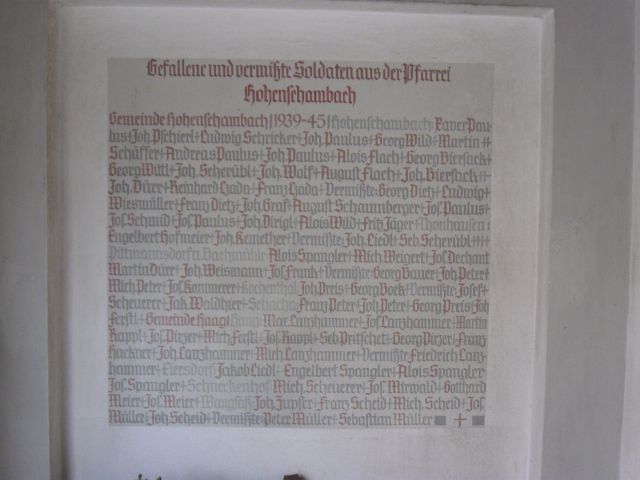 Gefallene und vermißte Soldaten aus der Pfarrei
Hohenschambach
Gemeinde Hohenschambach 1939-45 Hohenschambach: Xaver Pau-
lus + Joh. Pschierl + Ludwig Schricker + Joh. Paulus + Georg Wild + Martin ++
Schäffer + Andreas Paulus + Joh. Paulus + Alois Flach + Georg Biersack +
Georg Wittl + Joh. Scherübl + Joh. Wolf + August Flach + Joh. Biersack ++
Joh. Dürr + Reinhard Hada + Franz Hada + Vermißte: Georg Dietz + Ludwig +
Wiesmüller + Franz Dietz + Joh. Graf + August Schaumberger + Jos. Paulus +
Jos. Schmid + Jos. Paulus + Joh. Dirigl + Alois Wild + Fritz Jäger + Thonhausen:
Engelbert Hofmeier + Joh. Kemether + Vermißte: Joh. Liedl + Seb. Scherübl +++
Püttmannsdorf u. Bachmühle Alois Spangler + Mich. Weigert + Jos. Dechant
Martin Dürr + Joh. Weismann + Jos. Frank + Vermißte: Georg Bauer + Joh. Peter +
Mich. Peter + Jos. Kammerer + Kochenthal: Joh. Preis + Georg Bock + Vermißte: Josef +
Scheuerer + Jak. Waldhier + Schacha: Franz Peter + Joh. Peter + Georg Preis + Joh.
Ferstl + Gemeinde Haag Haag: Max Lanzhammer + Jos. Lanzhammer + Martin
Rappl + Jos. Pirzer + Mich. Ferstl + Jos. Rappl + Seb. Pritschet + Georg Pirzer + Franz
Hackner + Joh. Lanzhammer + Mich. Lanzhammer + Vermißte Friedrich Lanz-
hammer + Eiersdorf Jakob Liedl + Engelbert Spangler + Alois Spangler
Jos. Spangler + Schneckenhof Mich. Scheuerer + Jos. Mirwald + Gotthard
Meier + Jos. Meier + Wangsaß Joh. Zupfer + Franz Scheid + Mich. Scheid + Jos.
Müller + Joh. Scheid + Vermißte: Peter Müller + Sebastian Müller